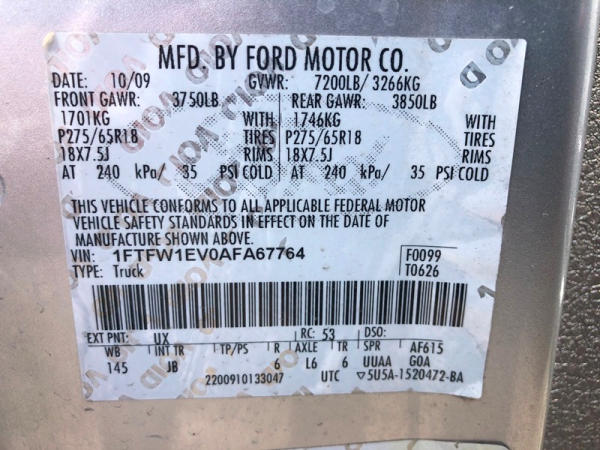 MFD. BY FORD MOTOR CO.
DATE: 10/09 GVWR: 7200LB/ 3266KG
FRONT GAWR: 3750LB REAR GAWR: 3850LB
1701KG WITH 1746KG WITH
P275/65R18 TIRES P275/65R18 TIRES
18X7.5J RIMS 18X7.5J RIMS
AT 240 kPa/ 35 PSI COLD AT 240 kPa/ 35 PSI COLD
THIS VEHICLE CONFORMS TO ALL APPLICABLE FEDERAL MOTOR
VEHICLE SAFETY STANDARDS IN EFFECT ON THE DATE OF
MANUFACTURE SHOWN ABOVE.
VIN: 1FTFW1EV0AFA67764 F0099
TYPE: Truck T0626
EXT PNT: UX RC: 53 DSO:
WB INT TR TP/PS R AXLE TR SPR AF615
145 JB 6 L6 6 UUAA GOA
2200910133047 UTC 5U5A-1520472-BA